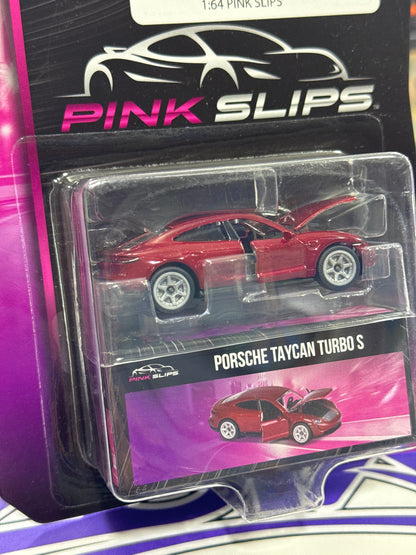 1:64 PINK SLIPS
PINK SLIPS
PORSCHE TAYCAN TURBO S
PINK SLIPS